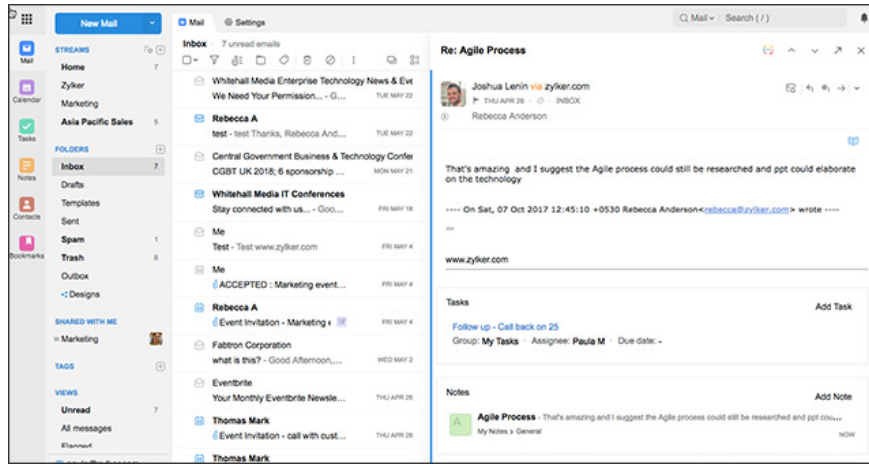 New Mail
Mail
Settings
Mail
Search ( / )
Mail
Calendar
Tasks
Notes
Contacts
Bookmarks
STREAMS
Home 7
Zylker
Marketing
Asia Pacific Sales 5
FOLDERS
Inbox 7
Drafts
Templates
Sent
Spam 1
Trash 8
Outbox
Designs
SHARED WITH ME
Marketing
TAGS
VIEWS
Unread 7
All messages
Flagged
Inbox 7 unread emails
Whitehall Media Enterprise Technology News & Eve
We Need Your Permission... - G... TUE MAY 22
Rebecca A
test - test Thanks, Rebecca And... TUE MAY 22
Central Government Business & Technology Confer
CGBT UK 2018; 6 sponsorship ... MON MAY 21
Whitehall Media IT Conferences
Stay connected with us... - Goo... FRI MAY 18
Me
Test - Test www.zylker.com FRI MAY 4
Me
ACCEPTED : Marketing event... FRI MAY 4
Rebecca A
Event Invitation - Marketing e FRI MAY 4
Fabtron Corporation
what is this? - Good Afternoon,... WED MAY 2
Eventbrite
Your Monthly Eventbrite Newsle... THU APR 26
Thomas Mark
Event Invitation - call with cust... THU APR 26
Thomas Mark
Re: Agile Process
Joshua Lenin via zylker.com
THU APR 26 · INBOX
Rebecca Anderson
That's amazing and I suggest the Agile process could still be researched and ppt could elaborate
on the technology
---- On Sat, 07 Oct 2017 12:45:10 +0530 Rebecca Anderson<rebecca@zylker.com> wrote ----
www.zylker.com
Tasks
Add Task
Follow up - Call back on 25
Group: My Tasks · Assignee: Paula M · Due date: -
Notes
Add Note
A
Agile Process - That's amazing and I suggest the Agile process could still be researched and ppt cou...
My Notes > General
NOW